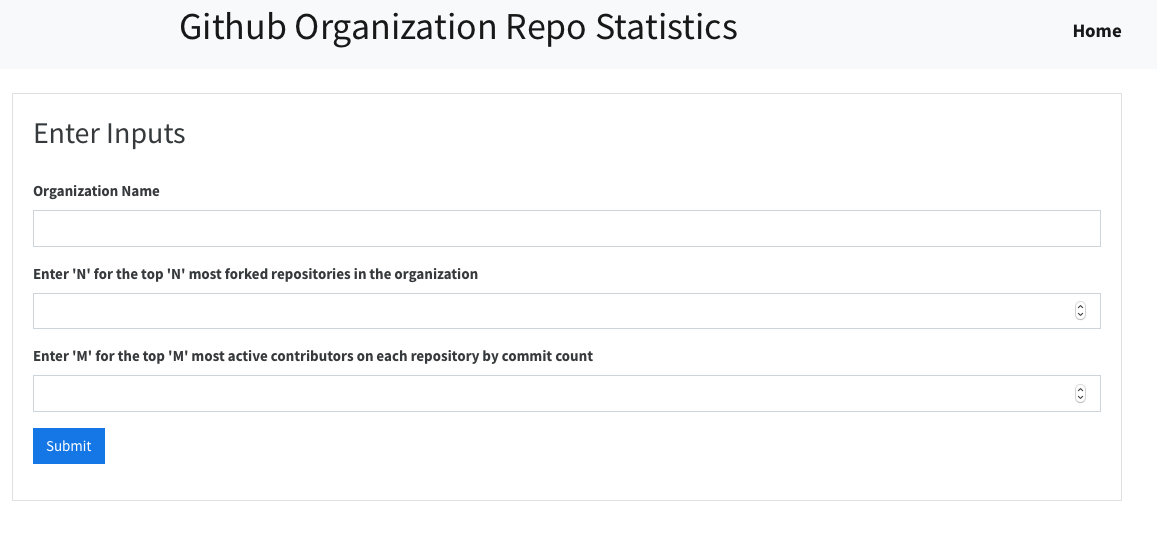 Github Organization Repo Statistics
Home
Enter Inputs
Organization Name
Enter 'N' for the top 'N' most forked repositories in the organization
Enter 'M' for the top 'M' most active contributors on each repository by commit count
Submit